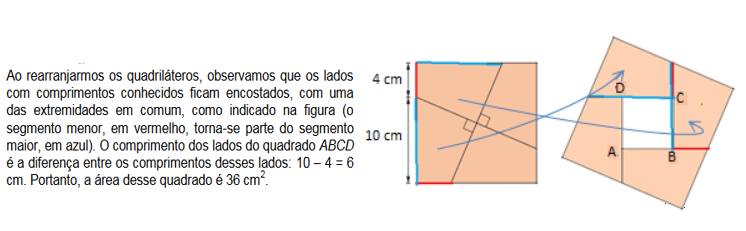 Ao rearranjarmos os quadriláteros, observamos que os lados
com comprimentos conhecidos ficam encostados, com uma
das extremidades em comum, como indicado na figura (o
segmento menor, em vermelho, torna-se parte do segmento
maior, em azul). O comprimento dos lados do quadrado ABCD
é a diferença entre os comprimentos desses lados: 10 – 4 = 6
cm. Portanto, a área desse quadrado é 36 cm².
4 cm
10 cm
D
C
A
B